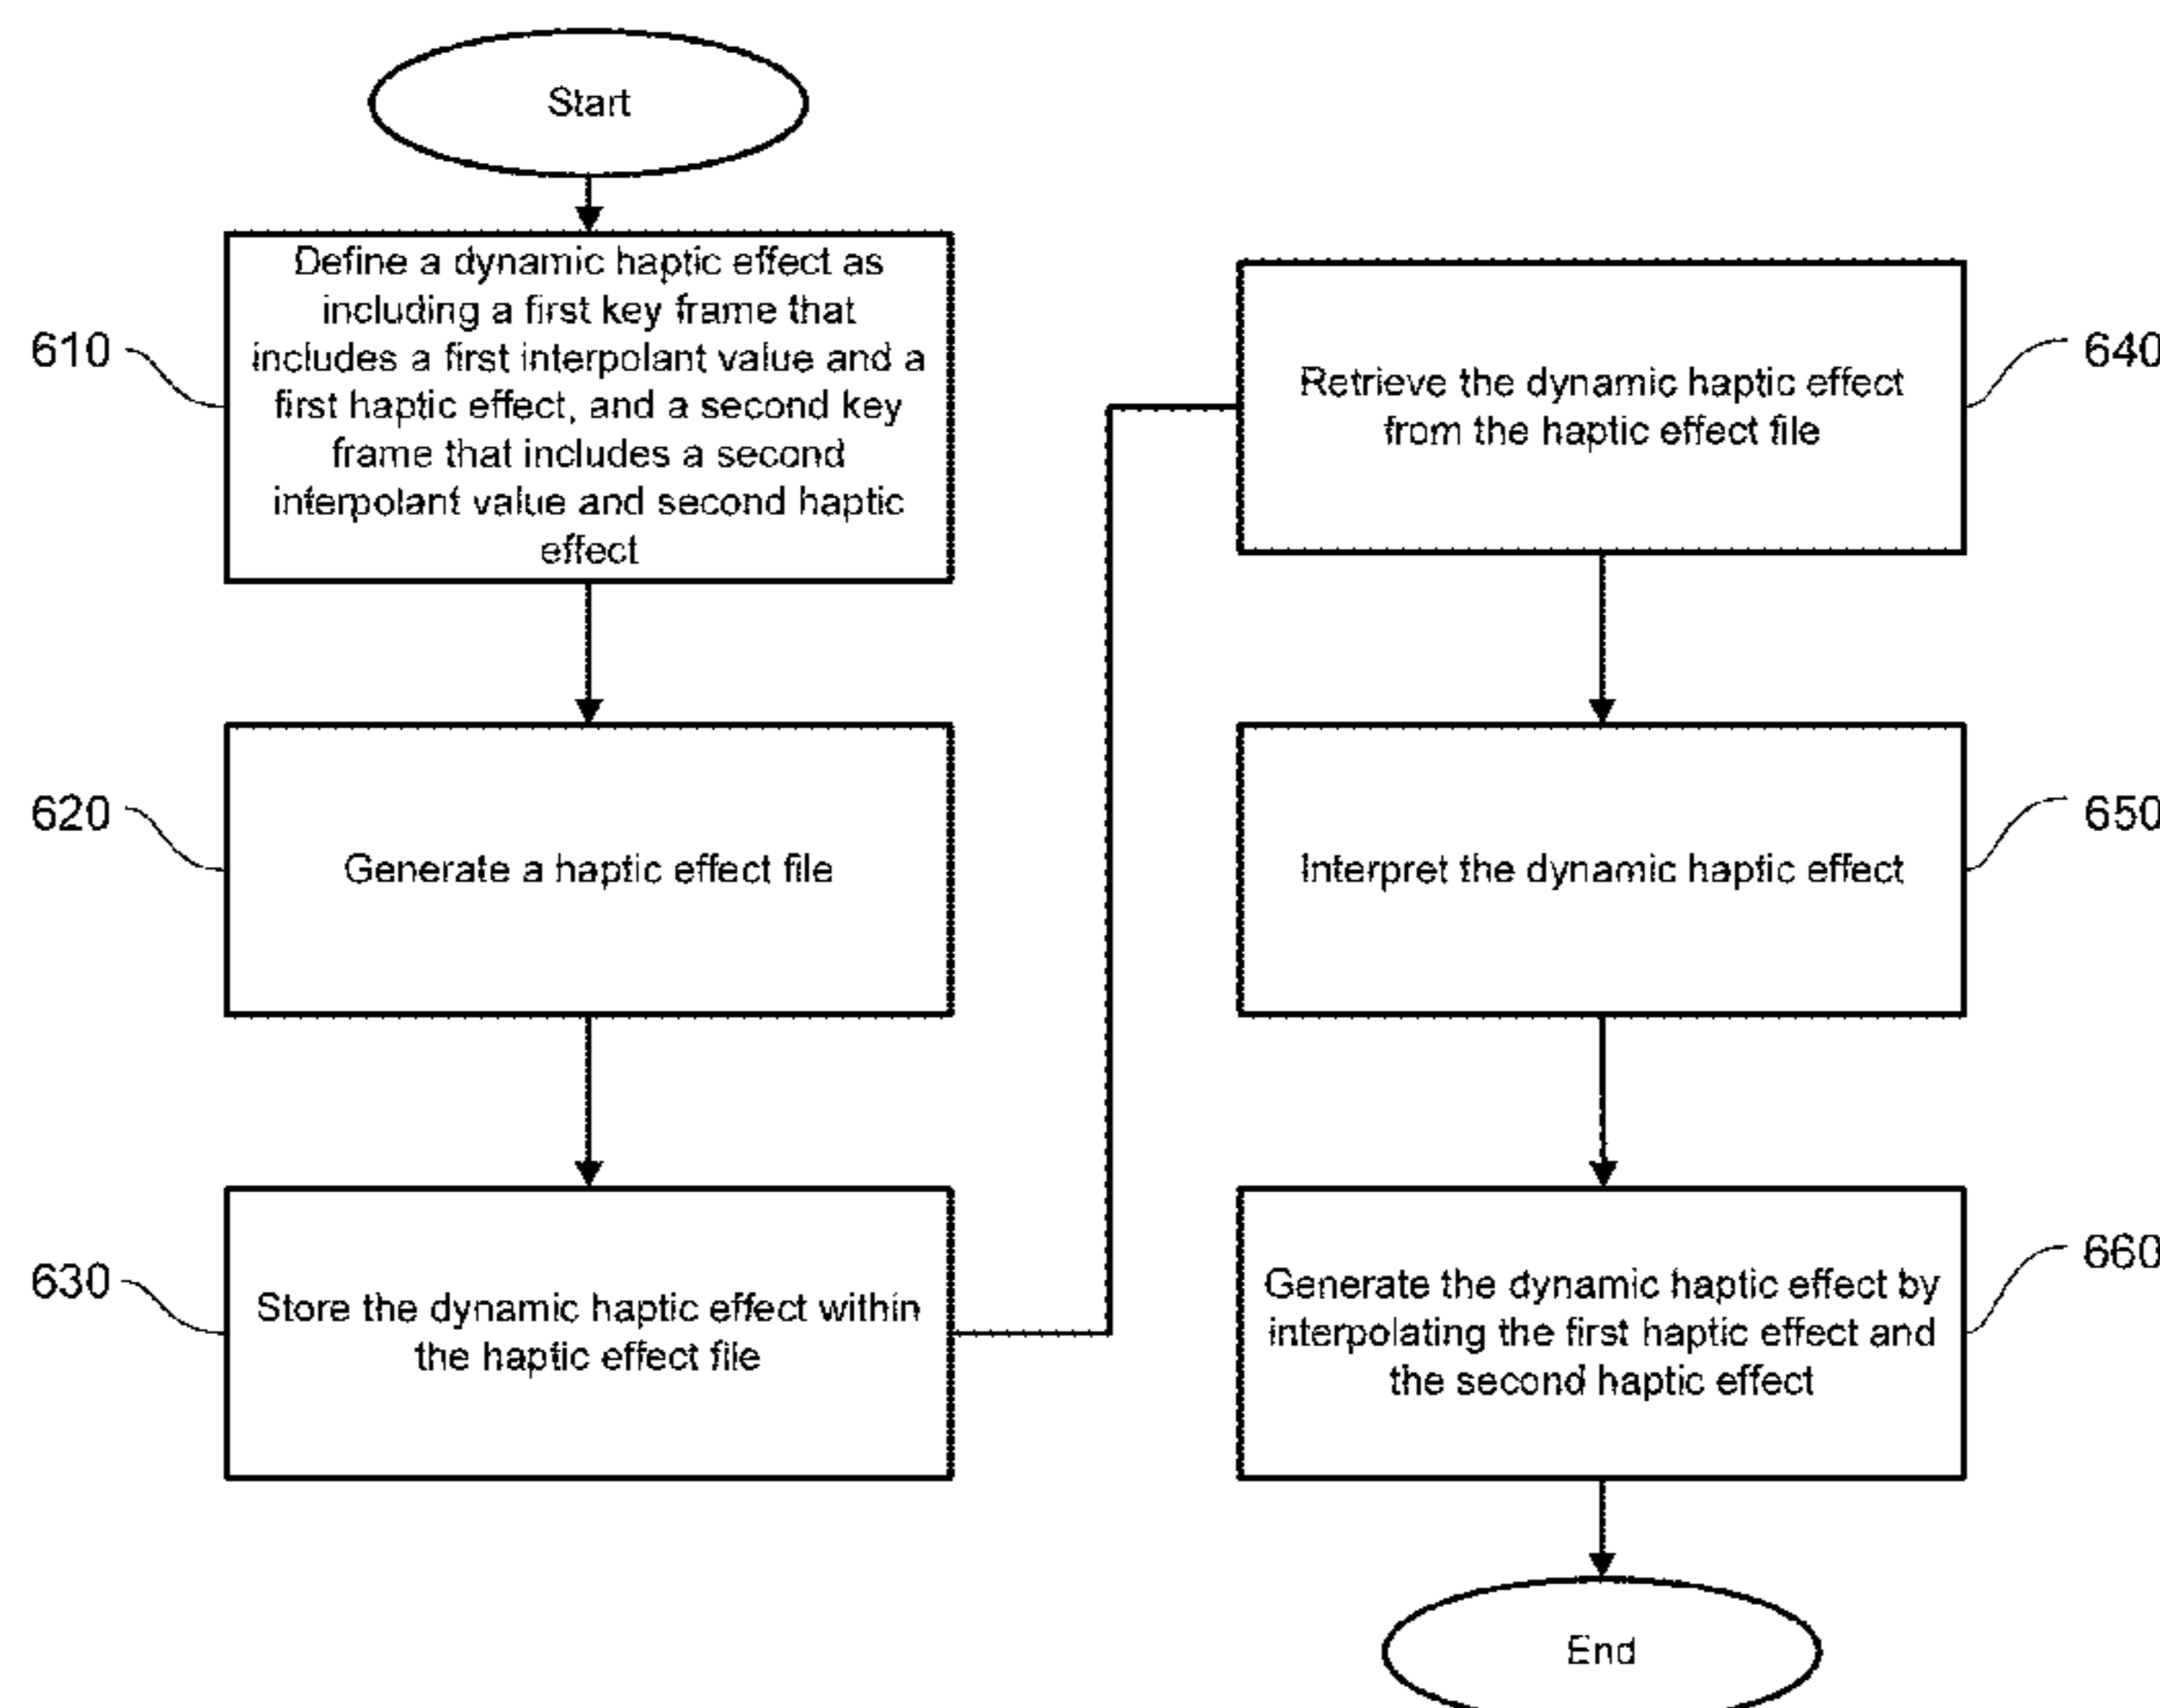 Start
610
Define a dynamic haptic effect as
including a first key frame that
includes a first interpolant value and a
first haptic effect, and a second key
frame that includes a second
interpolant value and second haptic
effect
620
Generate a haptic effect file
630
Store the dynamic haptic effect within
the haptic effect file
640
Retrieve the dynamic haptic effect
from the haptic effect file
650
Interpret the dynamic haptic effect
660
Generate the dynamic haptic effect by
interpolating the first haptic effect and
the second haptic effect
End